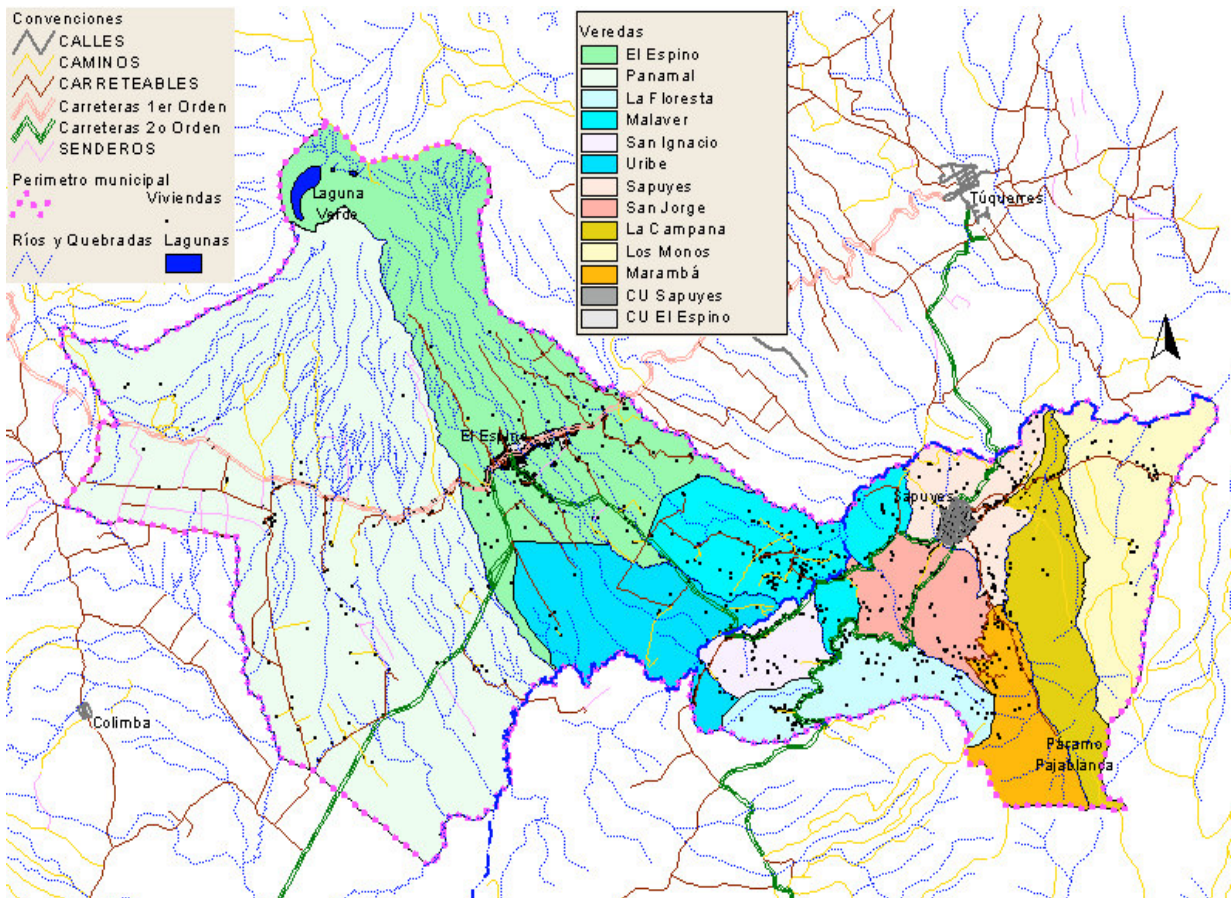 Convenciones
CALLES
CAMINOS
CARRETEABLES
Carreteras 1er Orden
Carreteras 2o Orden
SENDEROS
Perimetro municipal
Viviendas
Ríos y Quebradas Lagunas
Veredas
El Espino
Panamal
La Floresta
Malaver
San Ignacio
Uribe
Sapuyes
San Jorge
La Campana
Los Monos
Marambá
CU Sapuyes
CU El Espino
Laguna
Verde
Túquerres
El Espino
Sapuyes
Colimba
Páramo
Pajablanca